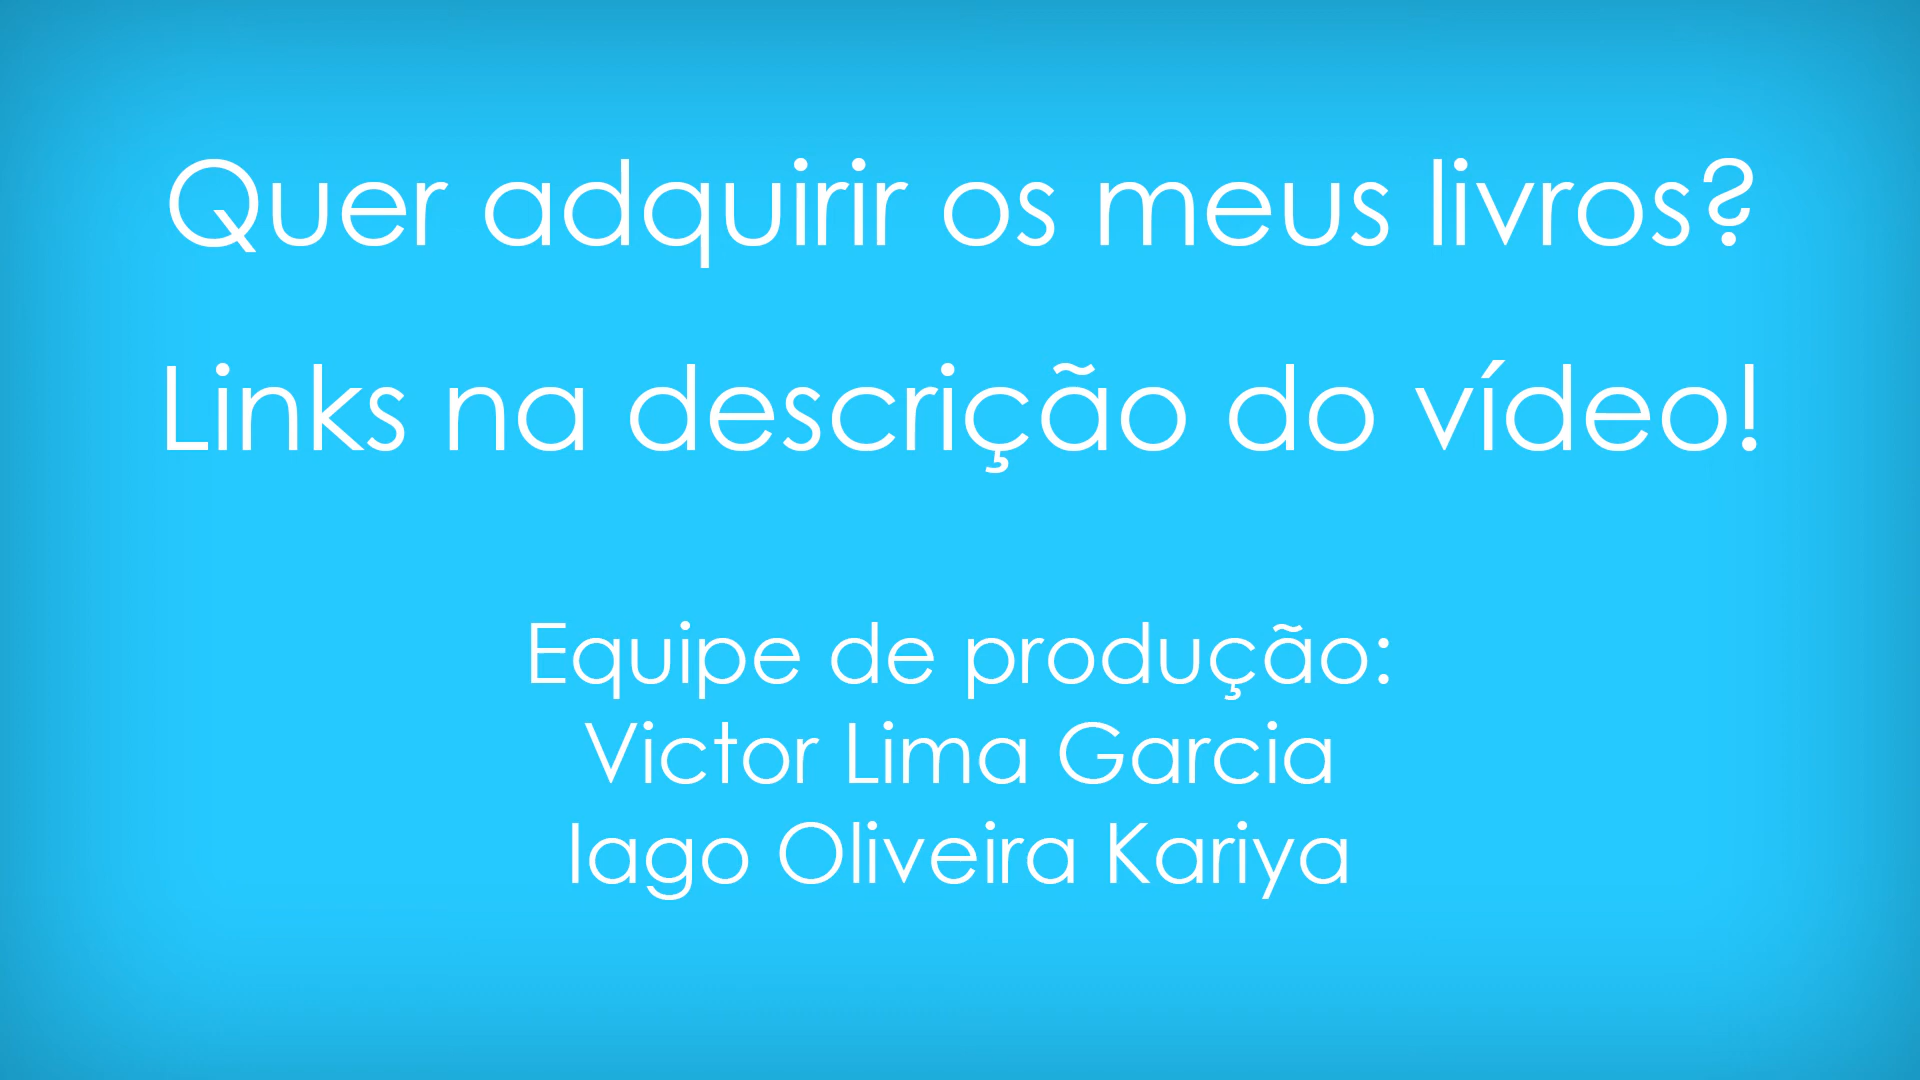 Quer adquirir os meus livros?
Links na descrição do vídeo!
Equipe de produção:
Victor Lima Garcia
Iago Oliveira Kariya